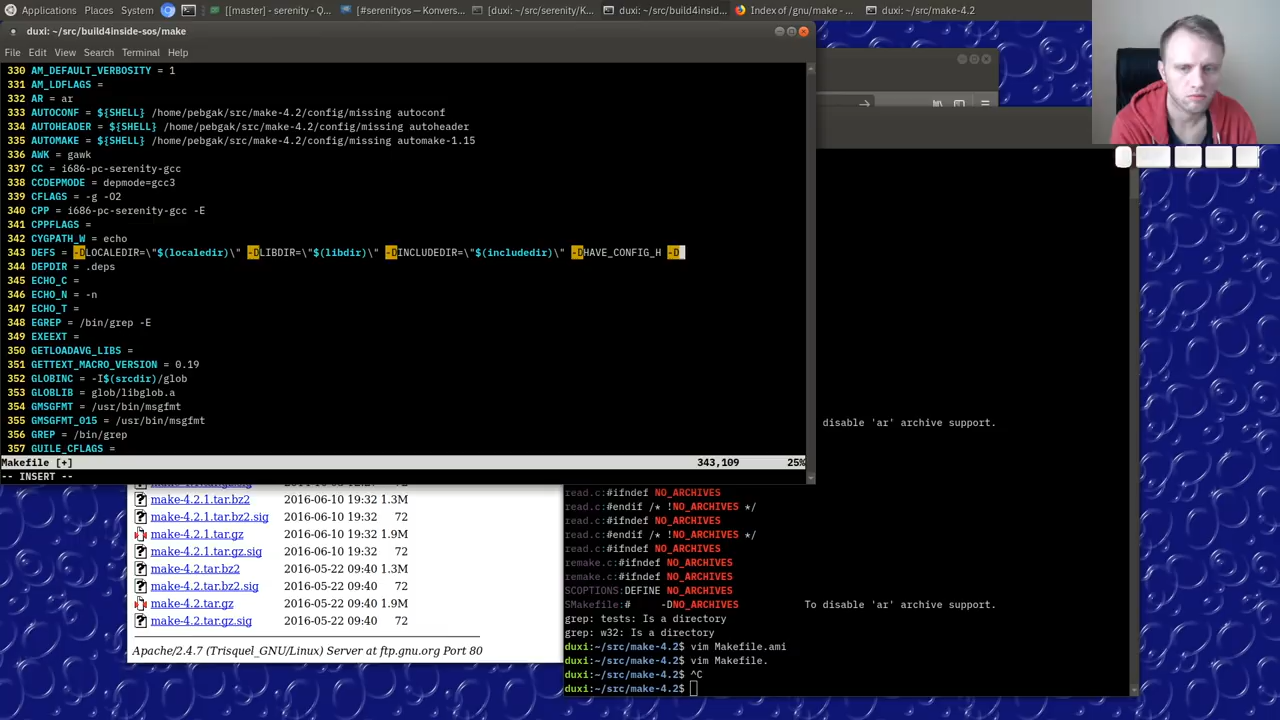 Applications Places System [[master] - serenity - Q... [#serenityos - Konvers... [duxi: ~/src/serenity/K... duxi: ~/src/build4insid... Index of /gnu/make - ... duxi: ~/src/make-4.2
duxi: ~/src/build4inside-sos/make
File Edit View Search Terminal Help
330 AM_DEFAULT_VERBOSITY = 1
331 AM_LDFLAGS =
332 AR = ar
333 AUTOCONF = ${SHELL} /home/pebgak/src/make-4.2/config/missing autoconf
334 AUTOHEADER = ${SHELL} /home/pebgak/src/make-4.2/config/missing autoheader
335 AUTOMAKE = ${SHELL} /home/pebgak/src/make-4.2/config/missing automake-1.15
336 AWK = gawk
337 CC = i686-pc-serenity-gcc
338 CCDEPMODE = depmode=gcc3
339 CFLAGS = -g -O2
340 CPP = i686-pc-serenity-gcc -E
341 CPPFLAGS =
342 CYGPATH_W = echo
343 DEFS = -DLOCALEDIR=\"$(localedir)\" -DLIBDIR=\"$(libdir)\" -DINCLUDEDIR=\"$(includedir)\" -DHAVE_CONFIG_H -D
344 DEPDIR = .deps
345 ECHO_C =
346 ECHO_N = -n
347 ECHO_T =
348 EGREP = /bin/grep -E
349 EXEEXT =
350 GETLOADAVG_LIBS =
351 GETTEXT_MACRO_VERSION = 0.19
352 GLOBINC = -I$(srcdir)/glob
353 GLOBLIB = glob/libglob.a
354 GMSGFMT = /usr/bin/msgfmt
355 GMSGFMT_015 = /usr/bin/msgfmt
356 GREP = /bin/grep
357 GUILE_CFLAGS =
Makefile [+] 343,109 25%
-- INSERT --
disable 'ar' archive support.
make-4.2.1.tar.bz2 2016-06-10 19:32 1.3M
make-4.2.1.tar.bz2.sig 2016-06-10 19:32 72
make-4.2.1.tar.gz 2016-06-10 19:32 1.9M
make-4.2.1.tar.gz.sig 2016-06-10 19:32 72
make-4.2.tar.bz2 2016-05-22 09:40 1.3M
make-4.2.tar.bz2.sig 2016-05-22 09:40 72
make-4.2.tar.gz 2016-05-22 09:40 1.9M
make-4.2.tar.gz.sig 2016-05-22 09:40 72
Apache/2.4.7 (Trisquel_GNU/Linux) Server at ftp.gnu.org Port 80
read.c:#ifndef NO_ARCHIVES
read.c:#endif /* !NO_ARCHIVES */
read.c:#ifndef NO_ARCHIVES
read.c:#endif /* !NO_ARCHIVES */
read.c:#ifndef NO_ARCHIVES
remake.c:#ifndef NO_ARCHIVES
remake.c:#ifndef NO_ARCHIVES
SCOPTIONS:DEFINE NO_ARCHIVES
SMakefile:# -DNO_ARCHIVES To disable 'ar' archive support.
grep: tests: Is a directory
grep: w32: Is a directory
duxi:~/src/make-4.2$ vim Makefile.ami
duxi:~/src/make-4.2$ vim Makefile.
duxi:~/src/make-4.2$ ^C
duxi:~/src/make-4.2$